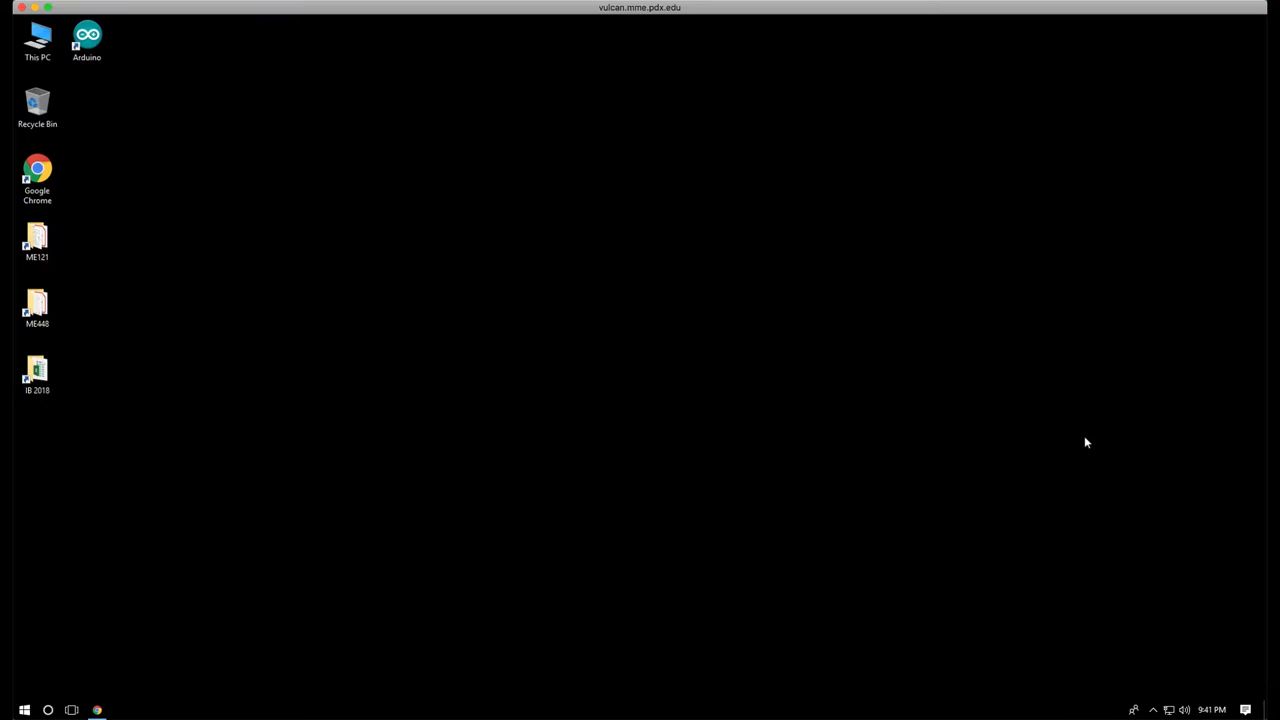 vulcan.mme.pdx.edu
This PC
Arduino
Recycle Bin
Google
Chrome
ME121
ME448
IB 2018
9:41 PM